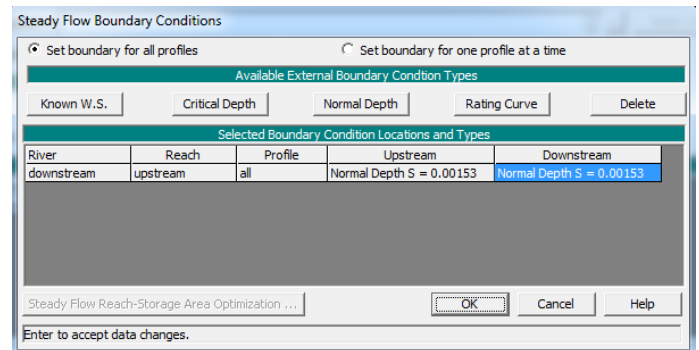 Steady Flow Boundary Conditions
Set boundary for all profiles Set boundary for one profile at a time
Available External Boundary Condtion Types
Known W.S. Critical Depth Normal Depth Rating Curve Delete
Selected Boundary Condition Locations and Types
River Reach Profile Upstream Downstream
downstream upstream all Normal Depth S = 0.00153 Normal Depth S = 0.00153
Steady Flow Reach-Storage Area Optimization ... OK Cancel Help
Enter to accept data changes.